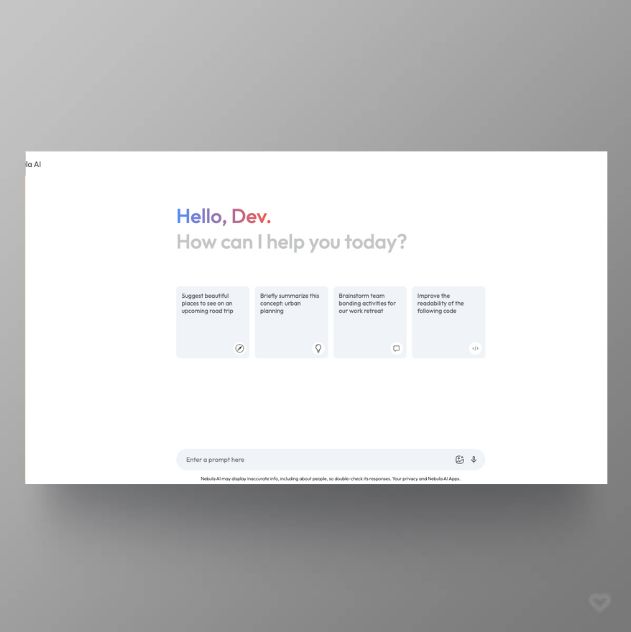 la AI
Hello, Dev.
How can I help you today?
Suggest beautiful
places to see on an
upcoming road trip
Briefly summarize this
concept: urban
planning
Brainstorm team
bonding activities for
our work retreat
Improve the
readability of the
following code
Enter a prompt here
Nebula AI may display inaccurate info, including about people, so double-check its responses. Your privacy and Nebula AI Apps.